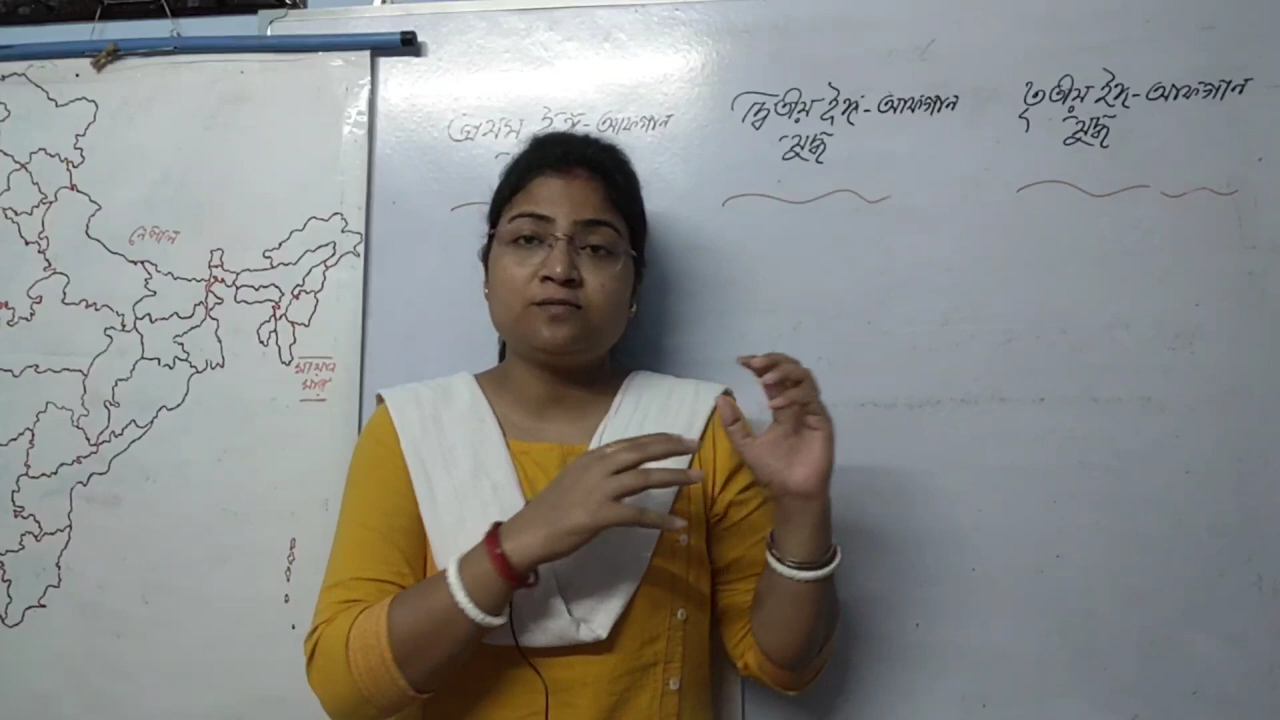 প্রথম ইঙ্গ-আফগান
দ্বিতীয় ইঙ্গ-আফগান
যুদ্ধ
তৃতীয় ইঙ্গ-আফগান
যুদ্ধ
নেপাল
মায়ান
মার